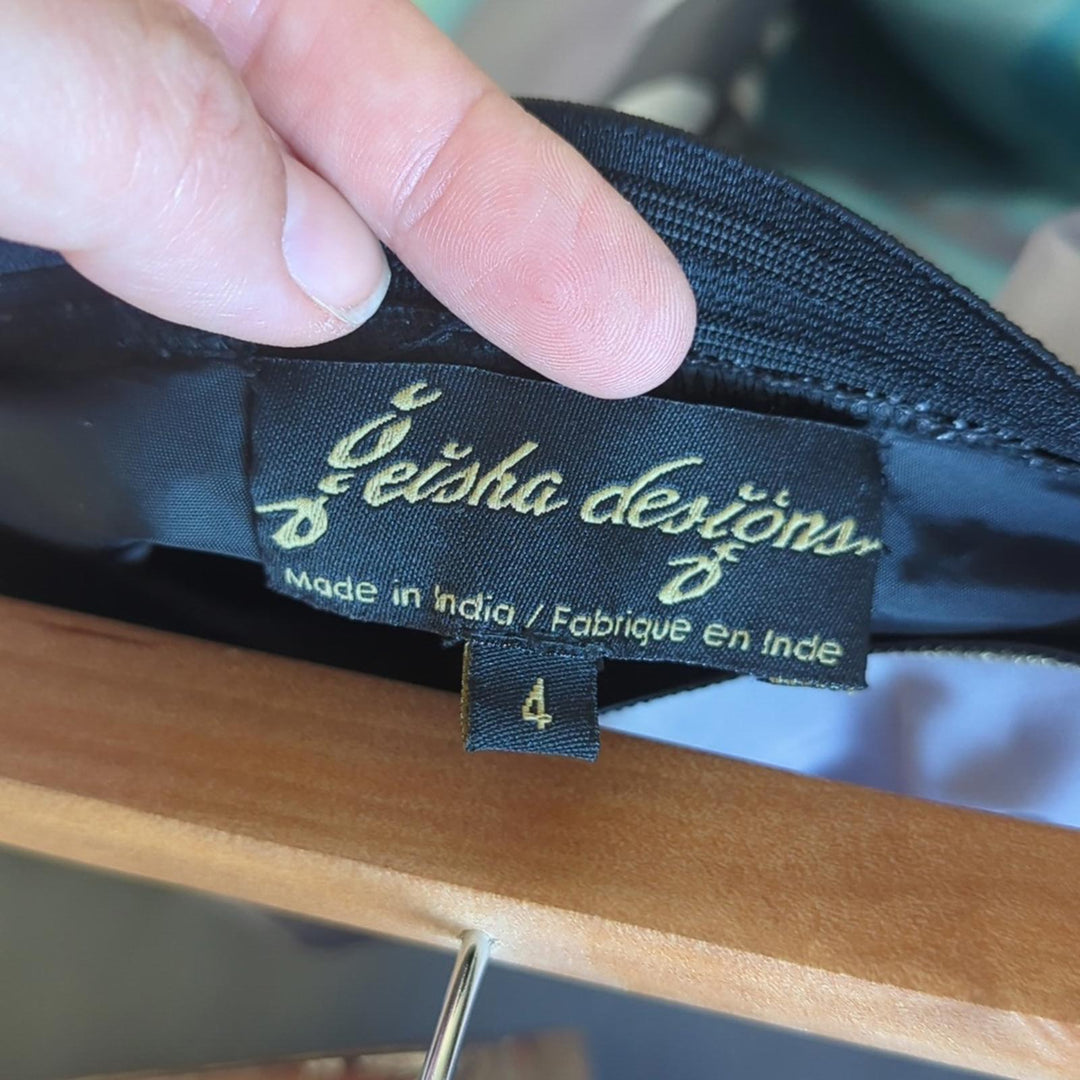 geisha designs
Made in India / Fabrique en Inde
4